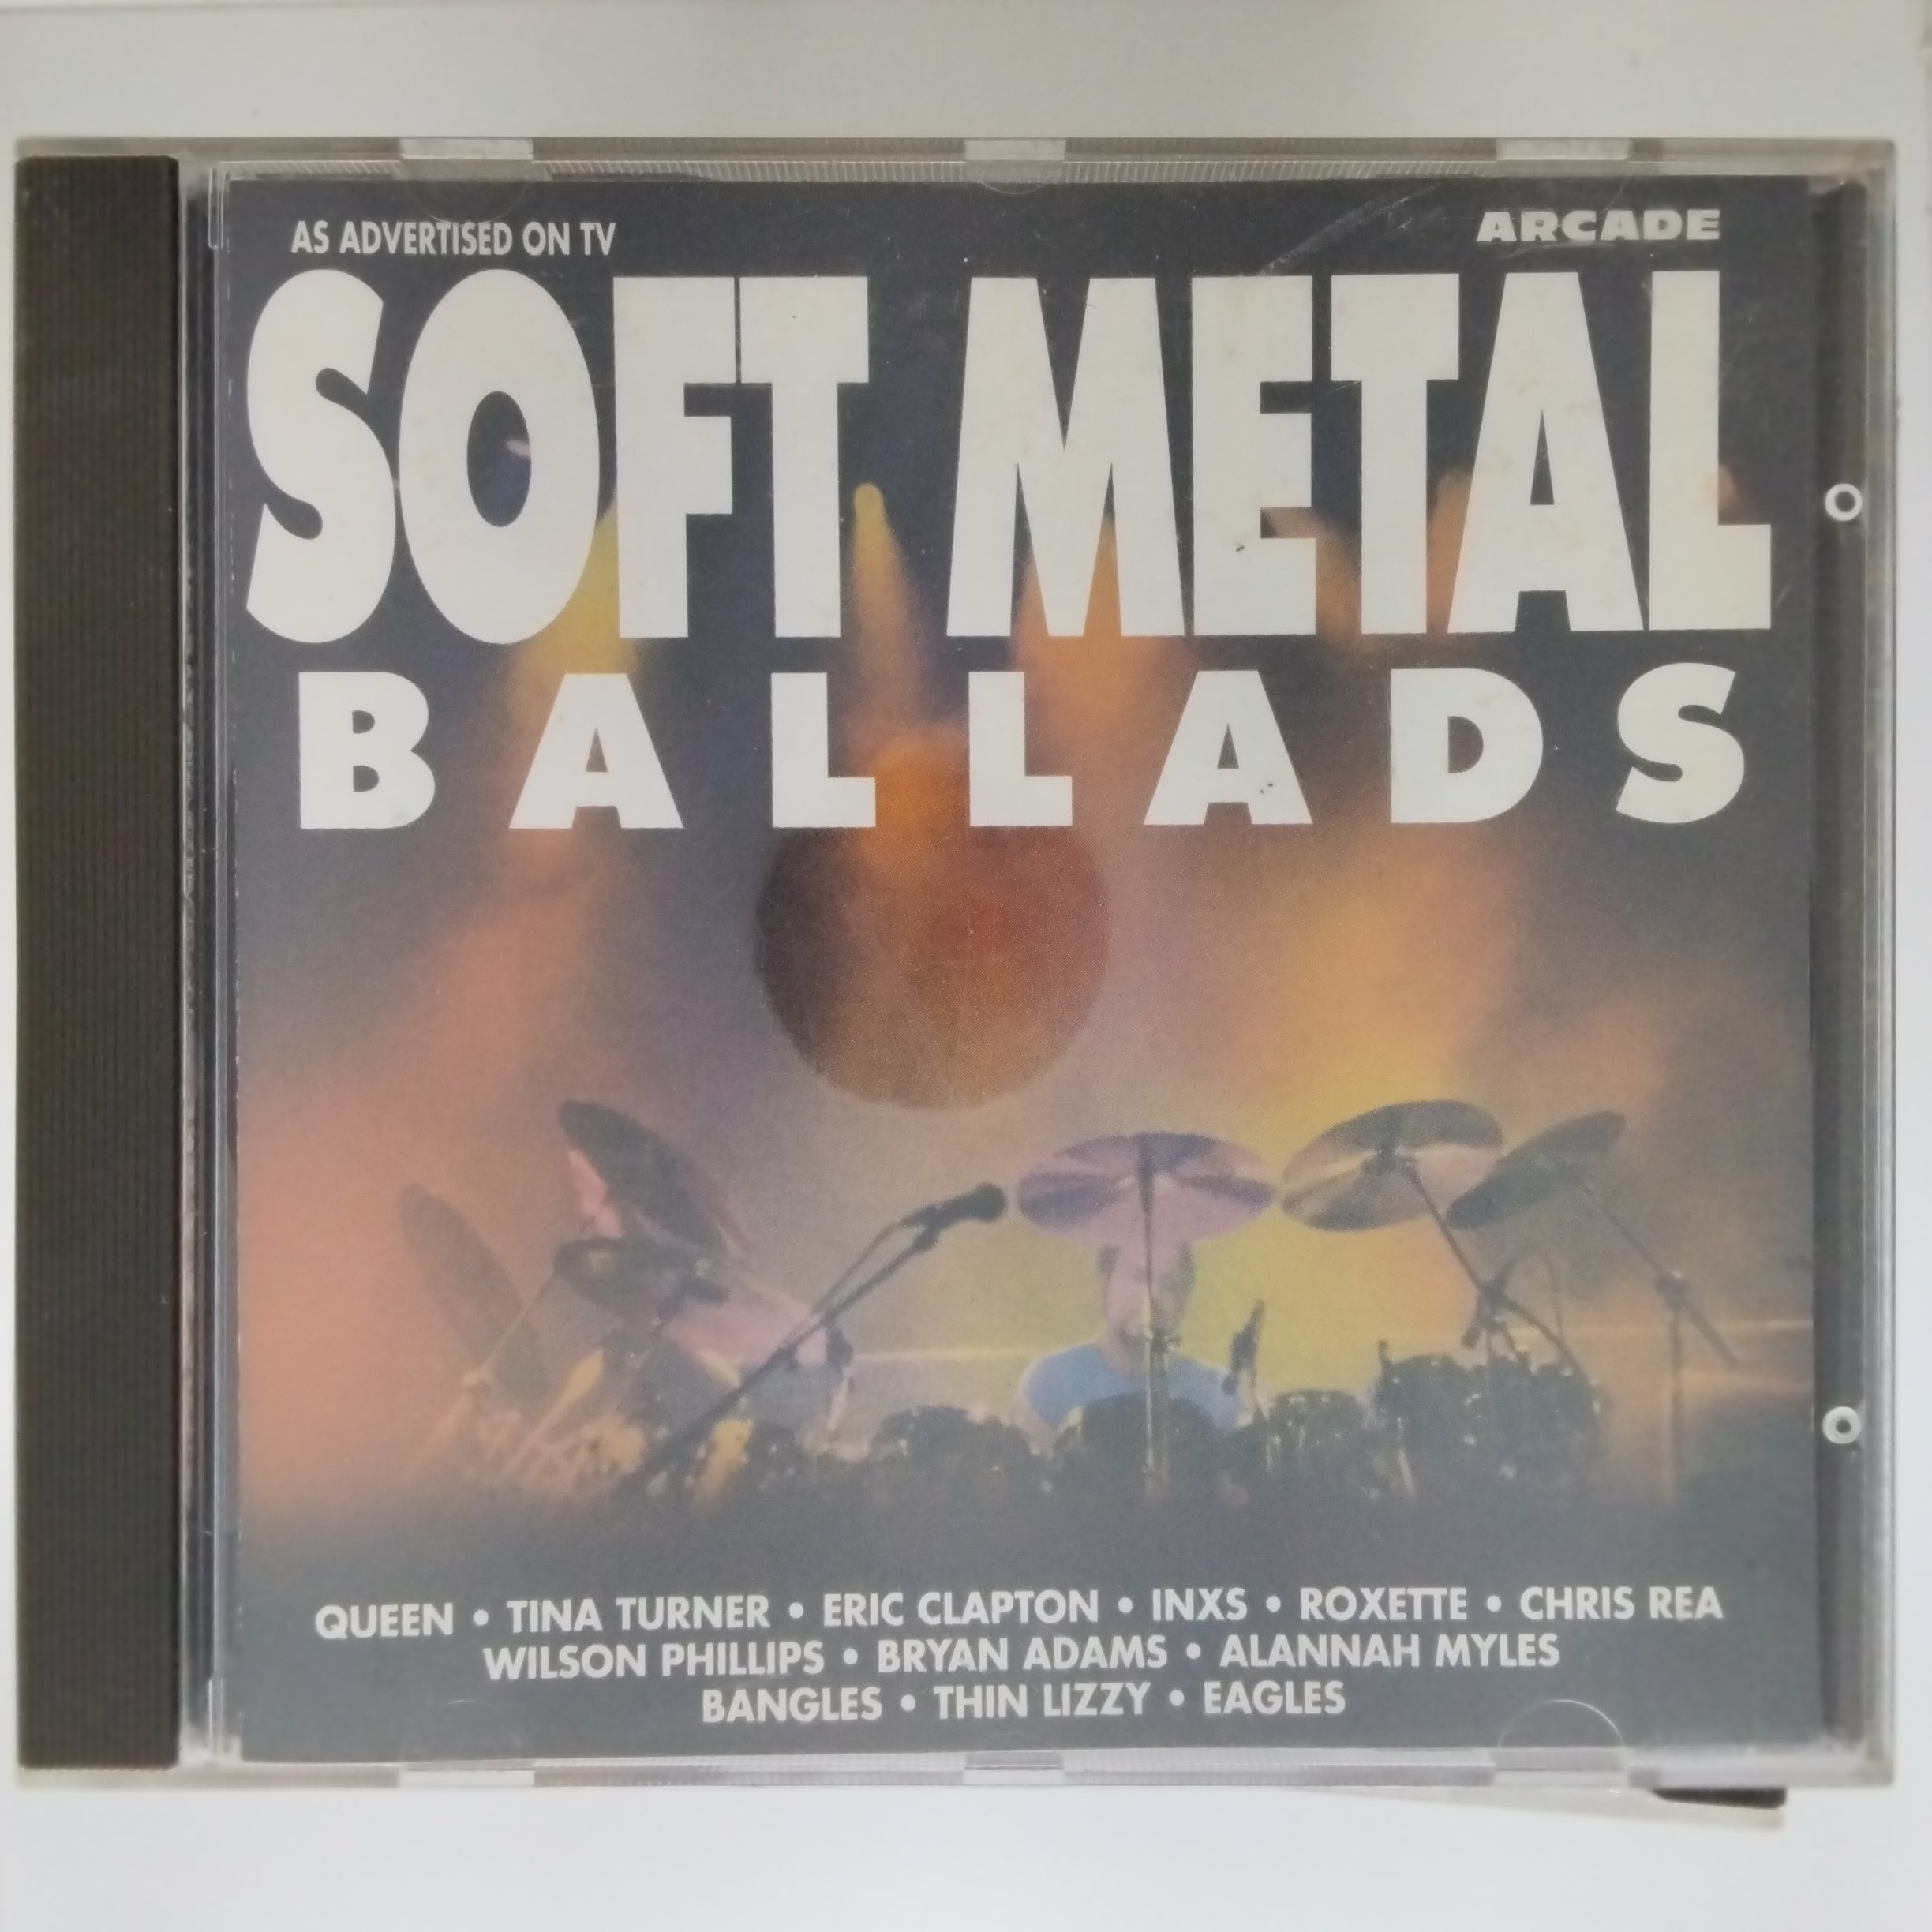 AS ADVERTISED ON TV
ARCADE
SOFT METAL
BALLADS
QUEEN • TINA TURNER • ERIC CLAPTON • INXS • ROXETTE • CHRIS REA
WILSON PHILLIPS • BRYAN ADAMS • ALANNAH MYLES
BANGLES • THIN LIZZY • EAGLES